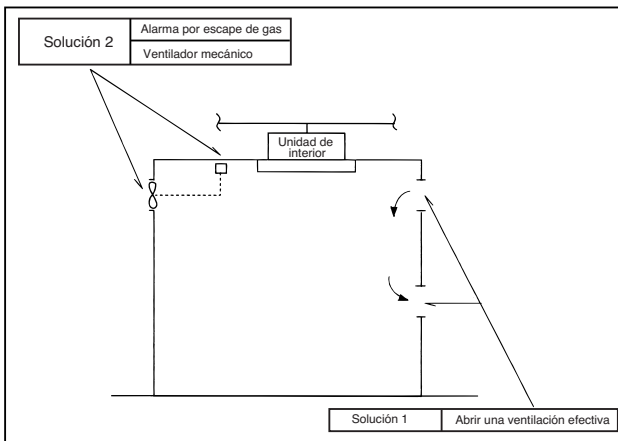 Solución 2
Alarma por escape de gas
Ventilador mecánico
Unidad de
interior
Solución 1
Abrir una ventilación efectiva